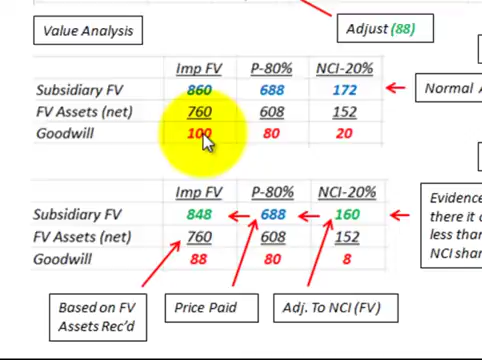 Value Analysis
Adjust (88)
Imp FV P-80% NCI-20%
Subsidiary FV 860 688 172
Normal
FV Assets (net) 760 608 152
Goodwill 100 80 20
Imp FV P-80% NCI-20%
Subsidiary FV 848 688 160
FV Assets (net) 760 608 152
Goodwill 88 80 8
Evidence
there it
less than
NCI shar
Based on FV
Assets Rec'd
Price Paid
Adj. To NCI (FV)